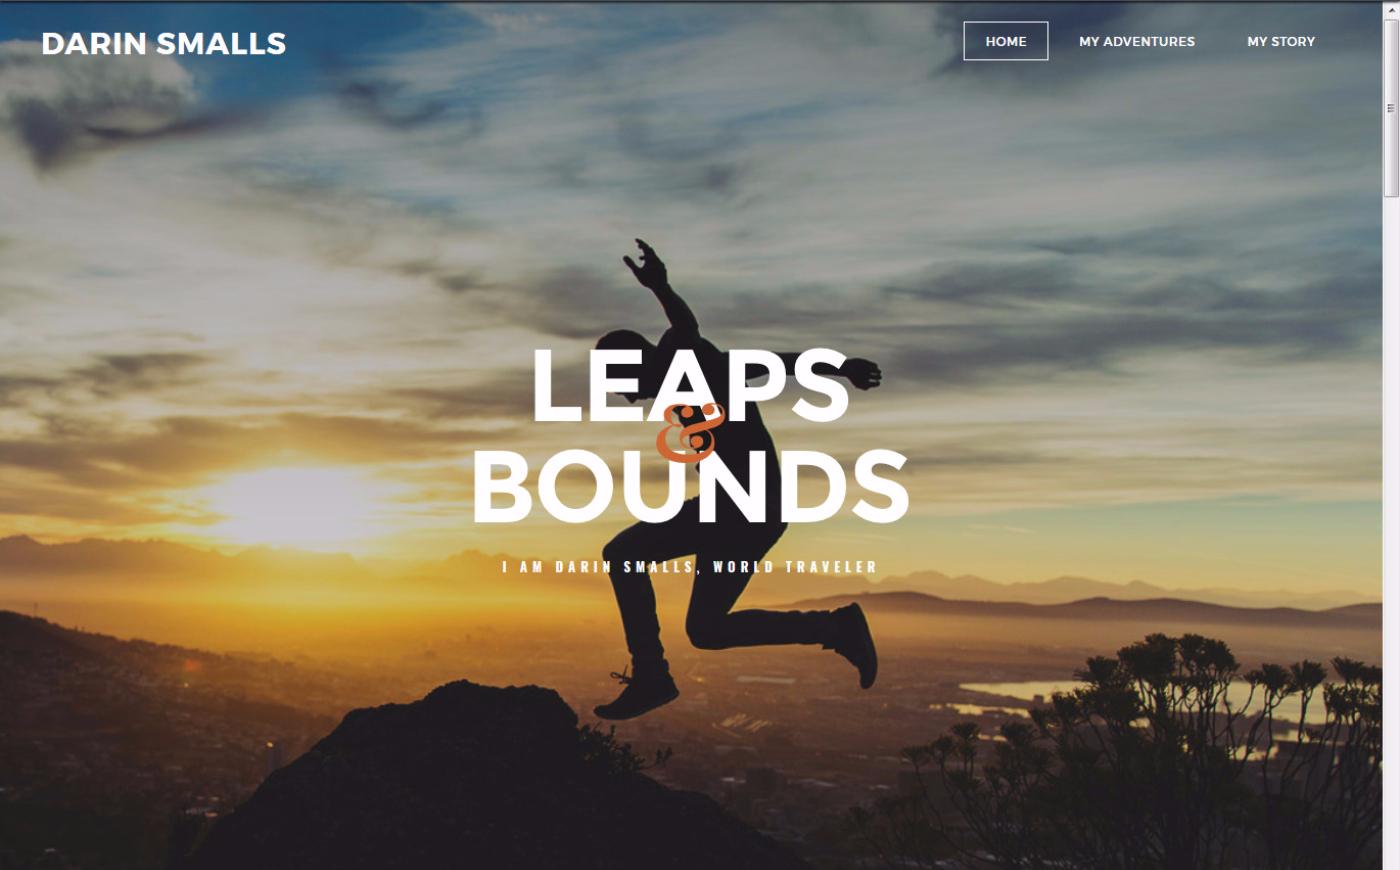 DARIN SMALLS
HOME
MY ADVENTURES
MY STORY
LEAPS
&
BOUNDS
I AM DARIN SMALLS, WORLD TRAVELER